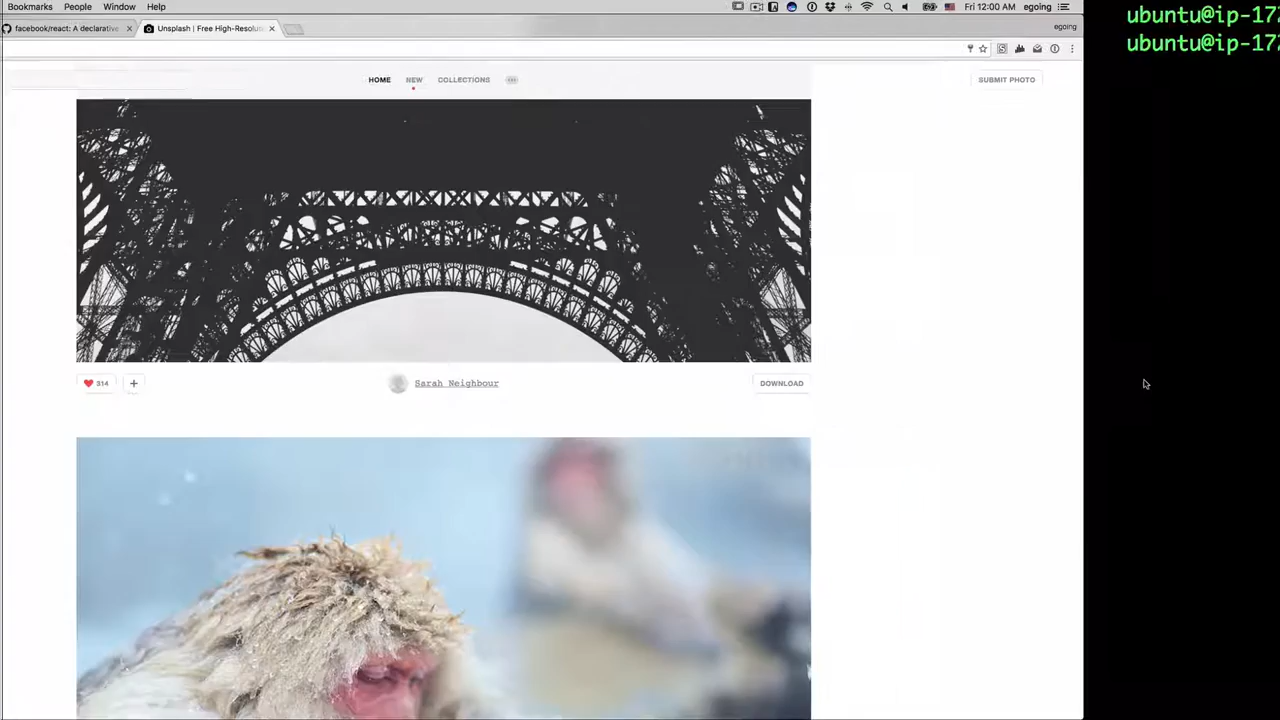 Bookmarks People Window Help Fri 12:00 AM egoing
facebook/react: A declarative Unsplash | Free High-Resolu egoing
HOME NEW COLLECTIONS SUBMIT PHOTO
314 + Sarah Neighbour DOWNLOAD
ubuntu@ip-172
ubuntu@ip-172